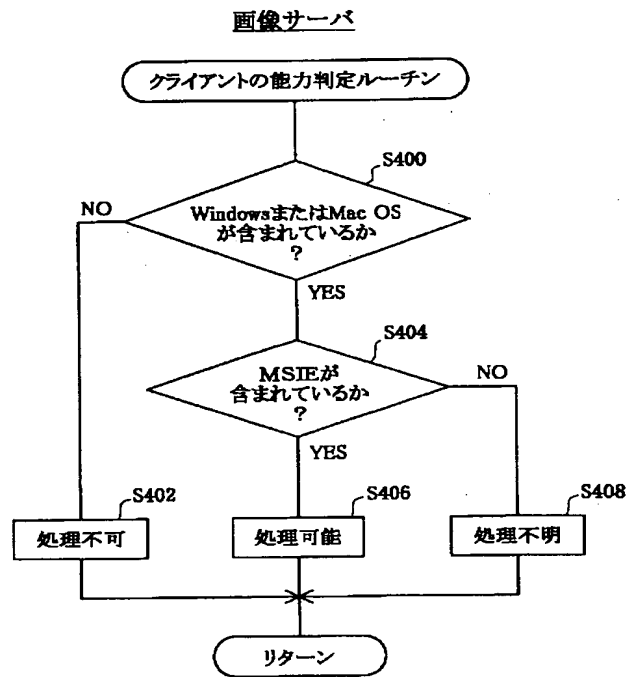 画像サーバ
クライアントの能力判定ルーチン
S400
WindowsまたはMac OS
が含まれているか
?
NO
YES
S404
MSIEが
含まれているか
?
NO
YES
S402
処理不可
S406
処理可能
S408
処理不明
リターン